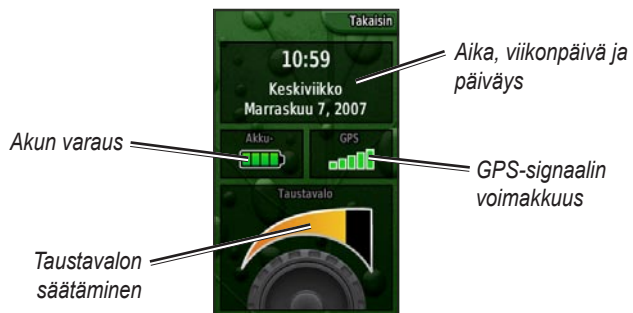 Takaisin
10:59
Keskiviikko
Marraskuu 7, 2007
Aika, viikonpäivä ja
päiväys
Akku-
GPS
Akun varaus
GPS-signaalin
voimakkuus
Taustavalo
Taustavalon
säätäminen